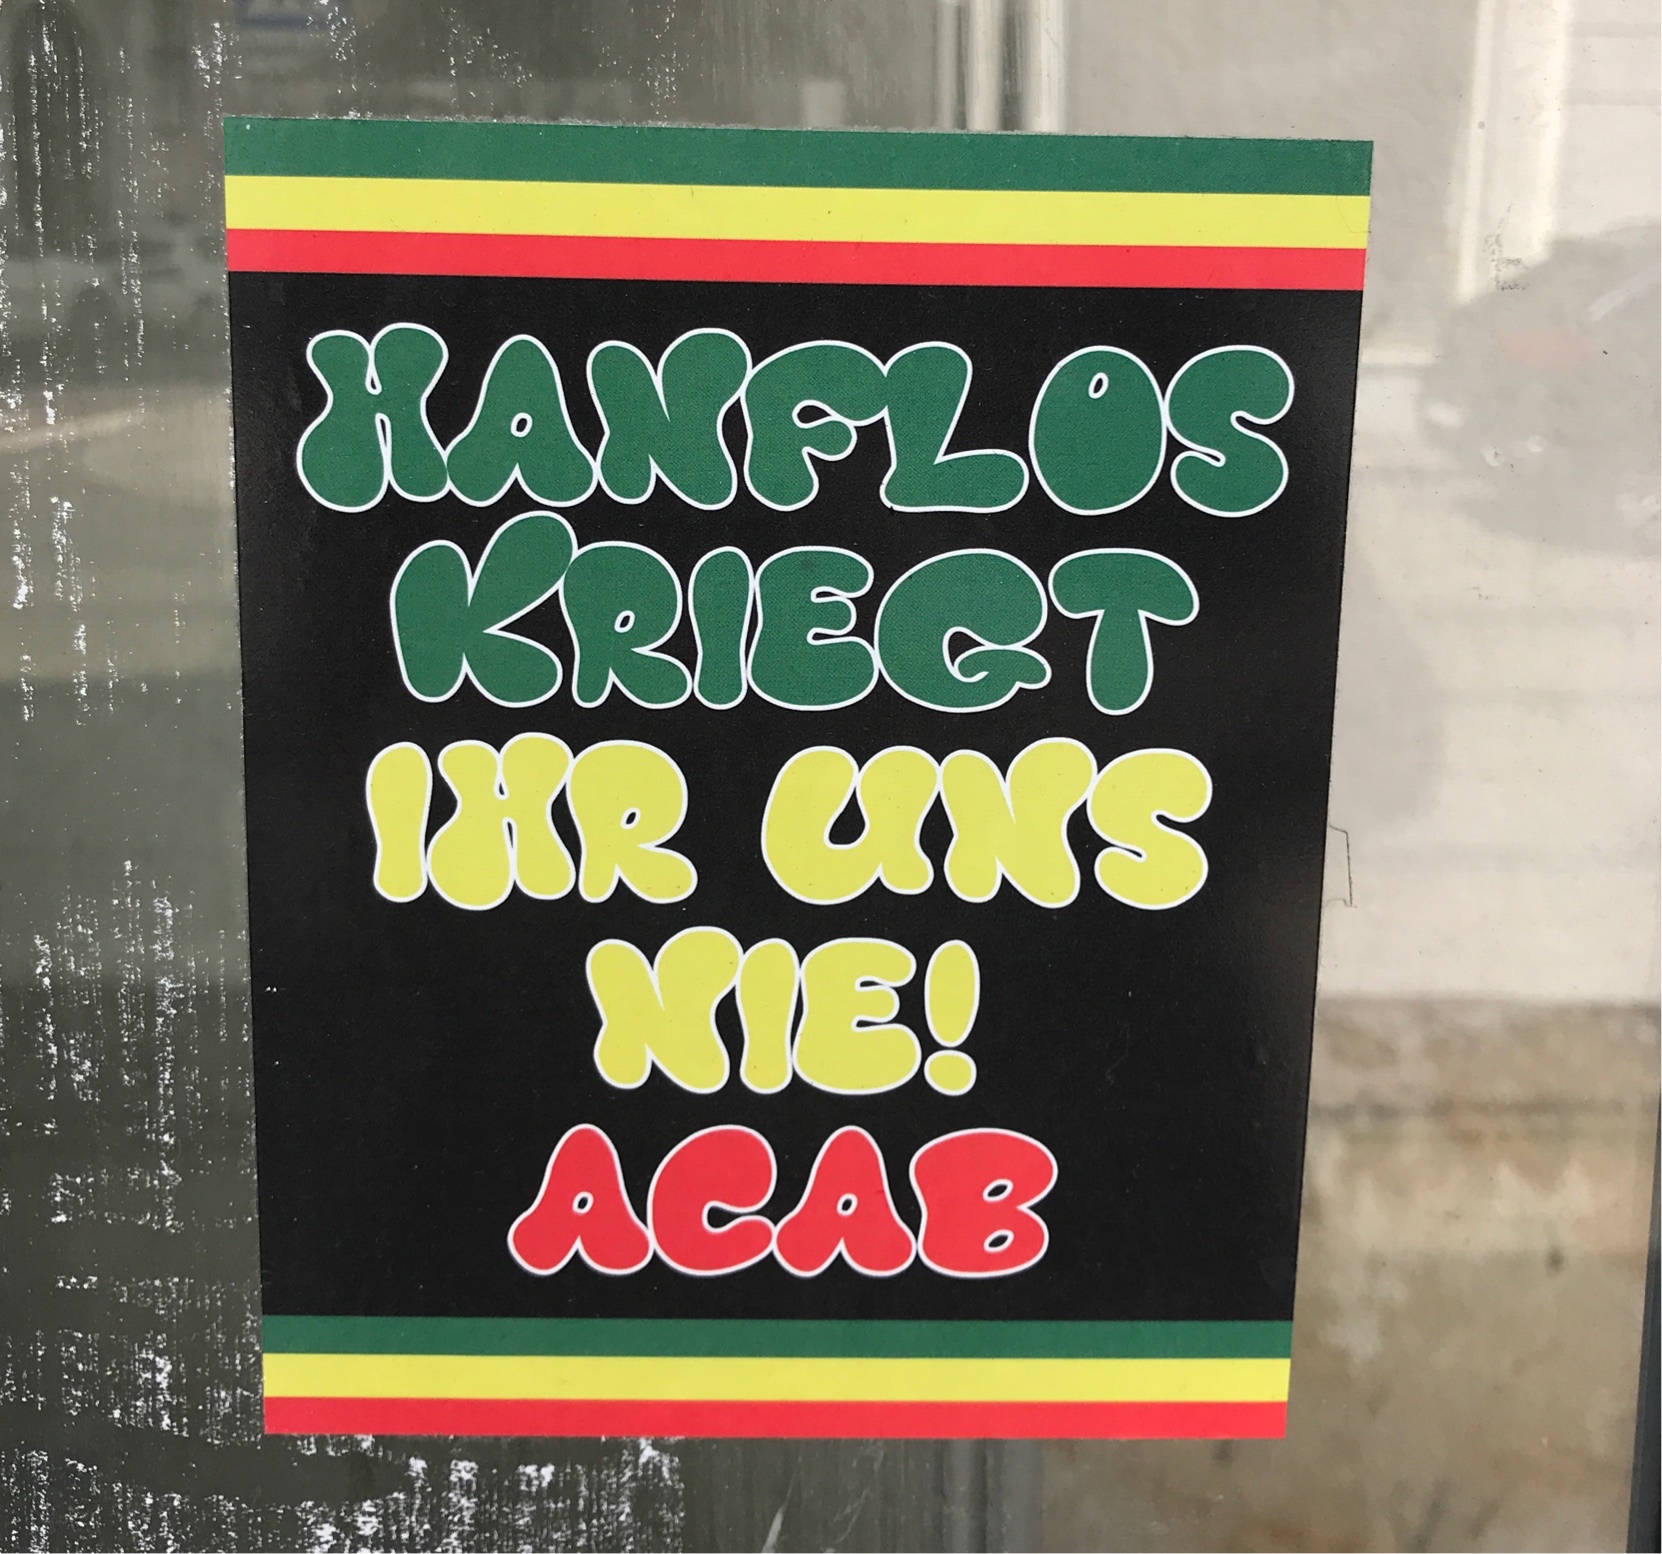 HANFLOS
KRIEGT
IHR UNS
NIE!
ACAB